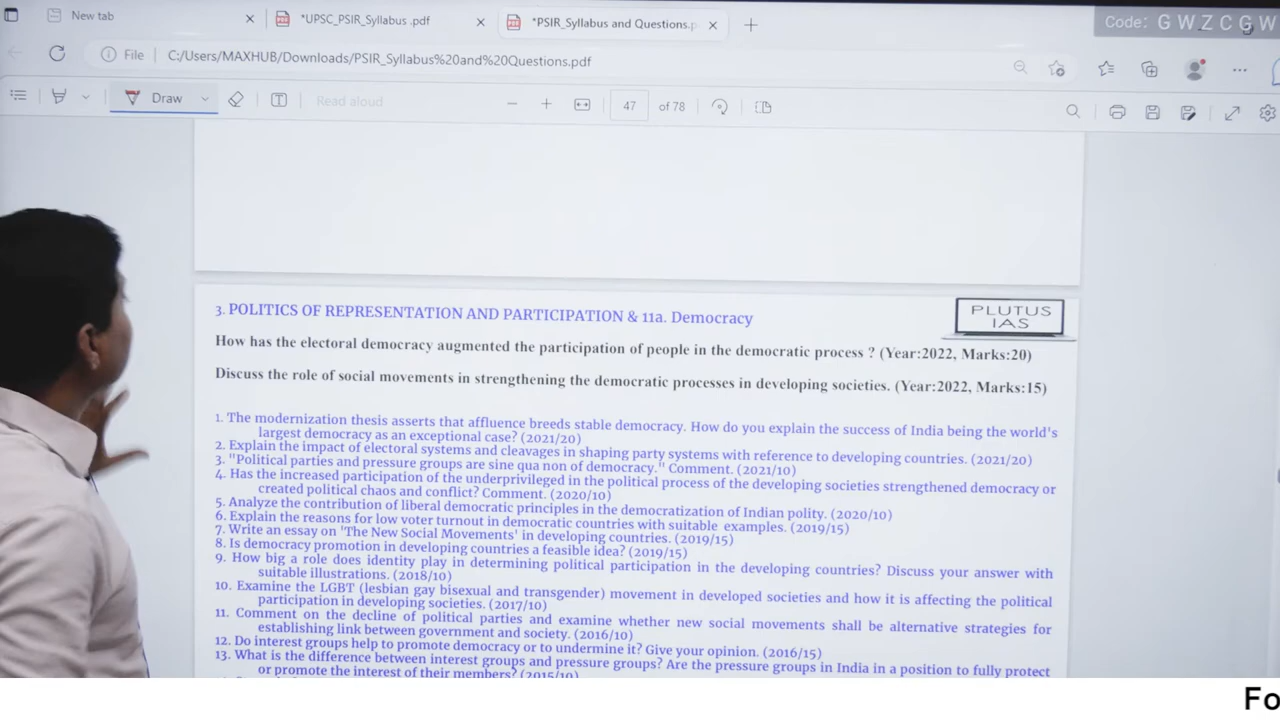 New tab
*UPSC_PSIR_Syllabus .pdf
*PSIR_Syllabus and Questions.p
Code: G W Z C G W
File
C:/Users/MAXHUB/Downloads/PSIR_Syllabus%20and%20Questions.pdf
Draw
Read aloud
47
of 78
3. POLITICS OF REPRESENTATION AND PARTICIPATION & 11a. Democracy
PLUTUS
IAS
How has the electoral democracy augmented the participation of people in the democratic process ? (Year:2022, Marks:20)
Discuss the role of social movements in strengthening the democratic processes in developing societies. (Year:2022, Marks:15)
1. The modernization thesis asserts that affluence breeds stable democracy. How do you explain the success of India being the world's
largest democracy as an exceptional case? (2021/20)
2. Explain the impact of electoral systems and cleavages in shaping party systems with reference to developing countries. (2021/20)
3. "Political parties and pressure groups are sine qua non of democracy." Comment. (2021/10)
4. Has the increased participation of the underprivileged in the political process of the developing societies strengthened democracy or
created political chaos and conflict? Comment. (2020/10)
5. Analyze the contribution of liberal democratic principles in the democratization of Indian polity. (2020/10)
6. Explain the reasons for low voter turnout in democratic countries with suitable examples. (2019/15)
7. Write an essay on 'The New Social Movements' in developing countries. (2019/15)
8. Is democracy promotion in developing countries a feasible idea? (2019/15)
9. How big a role does identity play in determining political participation in the developing countries? Discuss your answer with
suitable illustrations. (2018/10)
10. Examine the LGBT (lesbian gay bisexual and transgender) movement in developed societies and how it is affecting the political
participation in developing societies. (2017/10)
11. Comment on the decline of political parties and examine whether new social movements shall be alternative strategies for
establishing link between government and society. (2016/10)
12. Do interest groups help to promote democracy or to undermine it? Give your opinion. (2016/15)
13. What is the difference between interest groups and pressure groups? Are the pressure groups in India in a position to fully protect
or promote the interest of their members? (2015/10)
Fo